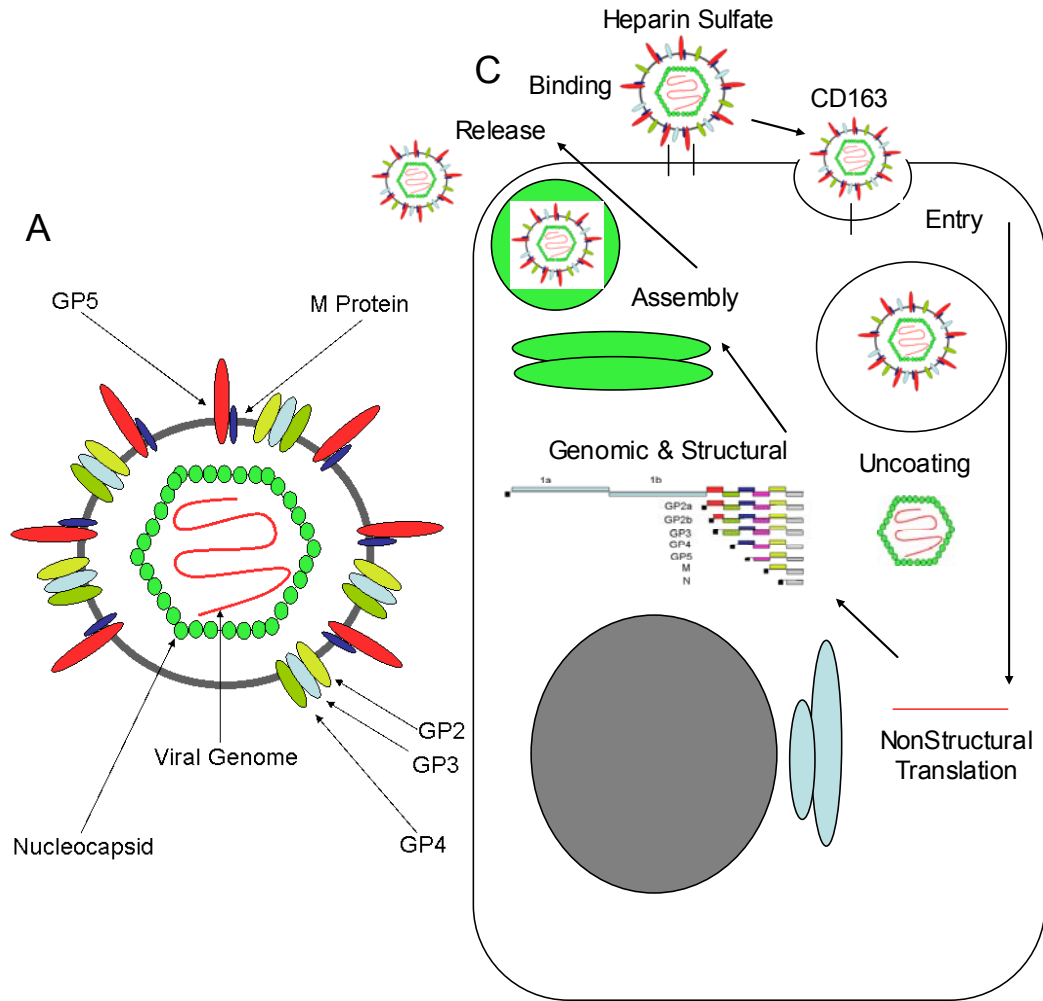 A
GP5
M Protein
GP2
GP3
GP4
Viral Genome
Nucleocapsid
C
Heparin Sulfate
Binding
CD163
Release
Entry
Assembly
Genomic & Structural
Uncoating
1a 1b
GP2a
GP2b
GP3
GP4
GP5
M
N
NonStructural
Translation